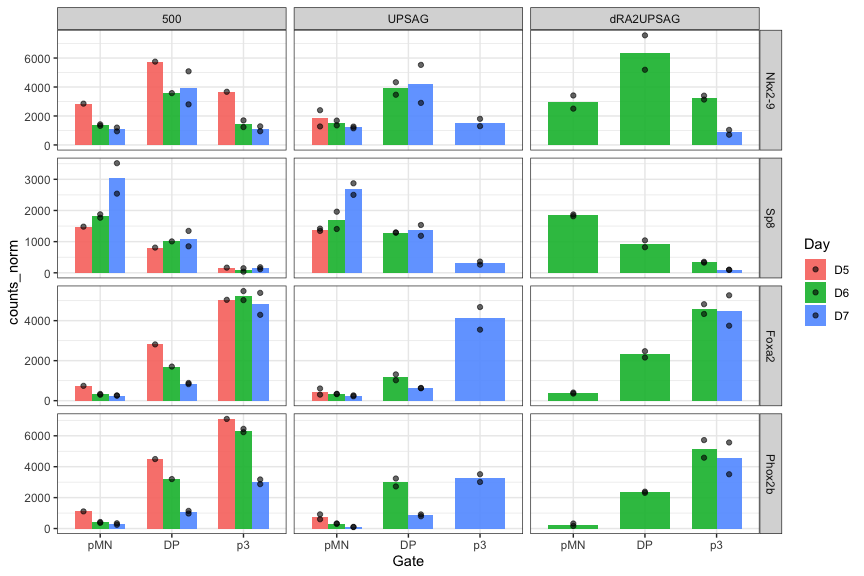 500 UPSAG dRA2UPSAG
6000
4000
2000
0
Nkx2-9
3000
2000
1000
0
Sp8
4000
2000
0
Foxa2
6000
4000
2000
0
Phox2b
counts_norm
pMN DP p3 pMN DP p3 pMN DP p3
Gate
Day
D5
D6
D7